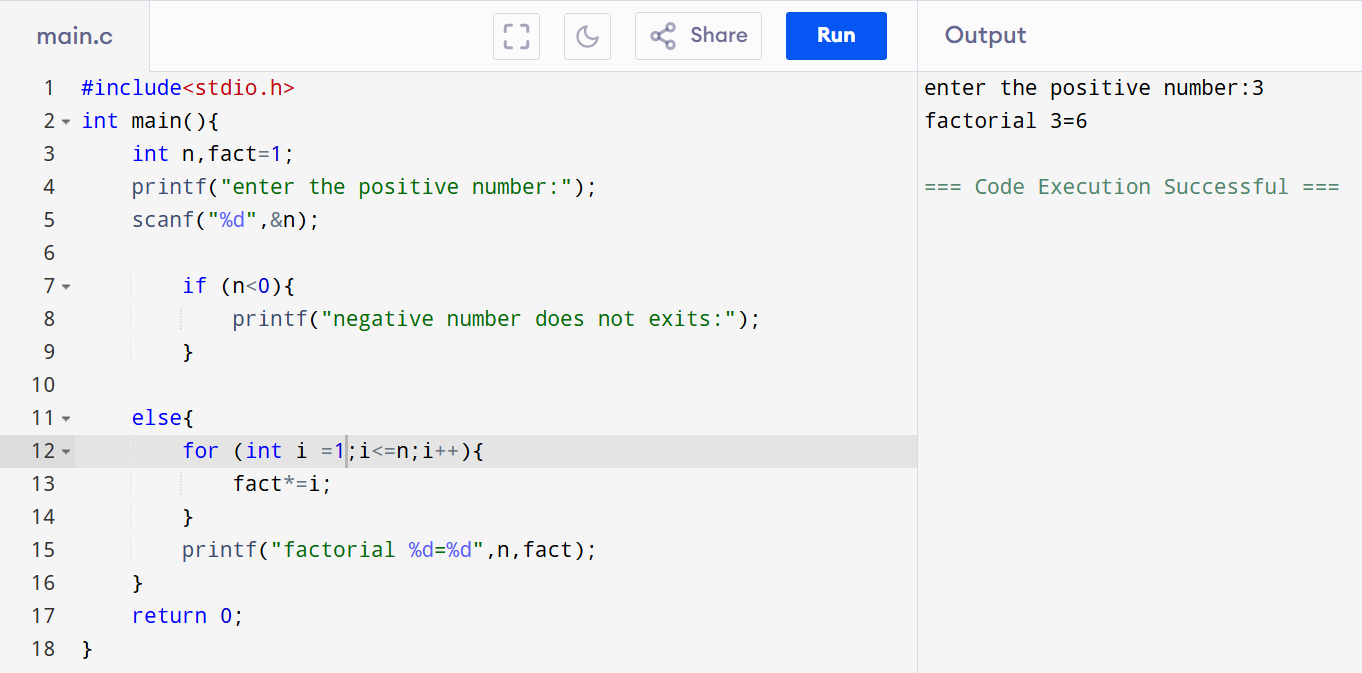 main.c
Share
Run
Output
1 #include<stdio.h>
2 int main(){
3     int n,fact=1;
4     printf("enter the positive number:");
5     scanf("%d",&n);
6
7         if (n<0){
8             printf("negative number does not exits:");
9         }
10
11     else{
12         for (int i =1;i<=n;i++){
13             fact*=i;
14         }
15         printf("factorial %d=%d",n,fact);
16     }
17     return 0;
18 }
enter the positive number:3
factorial 3=6
=== Code Execution Successful ===